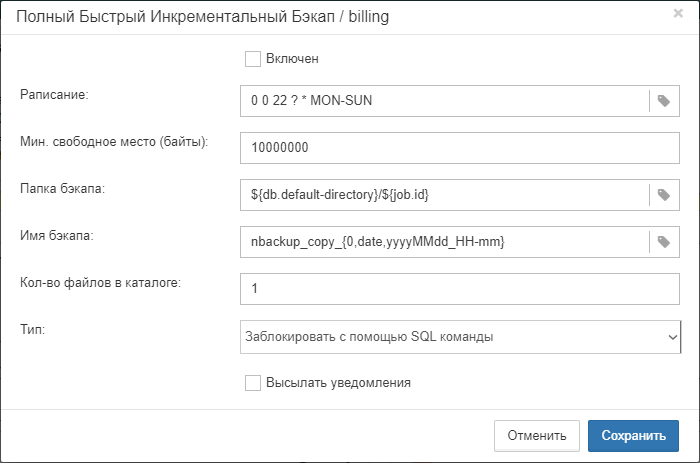 Полный Быстрый Инкрементальный Бэкап / billing
Включен
Раписание:
0 0 22 ? * MON-SUN
Мин. свободное место (байты):
10000000
Папка бэкапа:
${db.default-directory}/${job.id}
Имя бэкапа:
nbackup_copy_{0,date,yyyyMMdd_HH-mm}
Кол-во файлов в каталоге:
1
Тип:
Заблокировать с помощью SQL команды
Высылать уведомления
Отменить
Сохранить